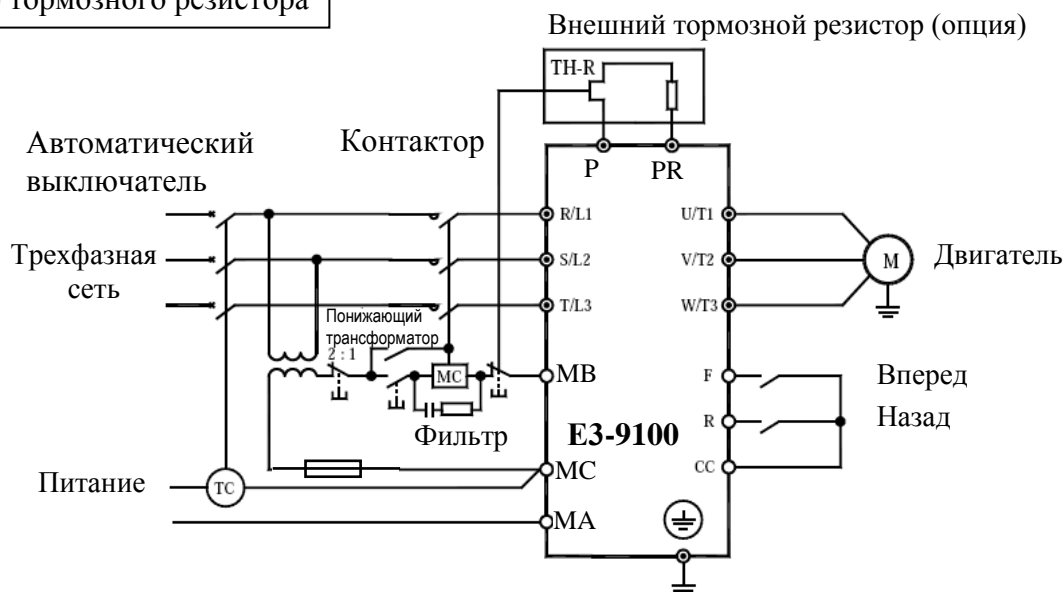 тормозного резистора
Внешний тормозной резистор (опция)
TH-R
Автоматический
выключатель
Контактор
P
PR
R/L1
U/T1
Трехфазная
сеть
S/L2
V/T2
M
Двигатель
T/L3
W/T3
Понижающий
трансформатор
2 : 1
MC
MB
F
Вперед
Фильтр
E3-9100
R
Назад
MC
CC
Питание
TC
MA